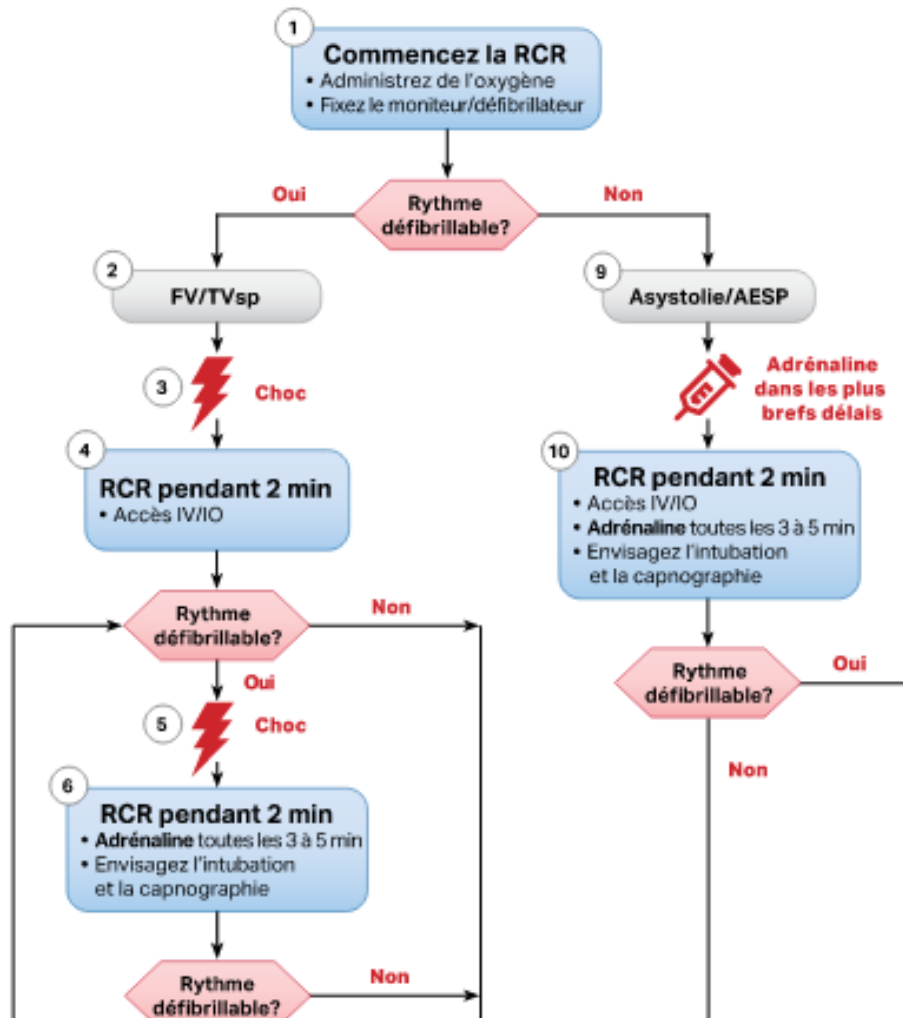 1
Commencez la RCR
• Administrez de l'oxygène
• Fixez le moniteur/défibrillateur
Rythme
défibrillable?
Oui
Non
2
FV/TVsp
3
Choc
4
RCR pendant 2 min
• Accès IV/IO
Rythme
défibrillable?
Non
Oui
5
Choc
6
RCR pendant 2 min
• Adrénaline toutes les 3 à 5 min
• Envisagez l'intubation
et la capnographie
Rythme
défibrillable?
Non
9
Asystolie/AESP
Adrénaline
dans les plus
brefs délais
10
RCR pendant 2 min
• Accès IV/IO
• Adrénaline toutes les 3 à 5 min
• Envisagez l'intubation
et la capnographie
Rythme
défibrillable?
Oui
Non